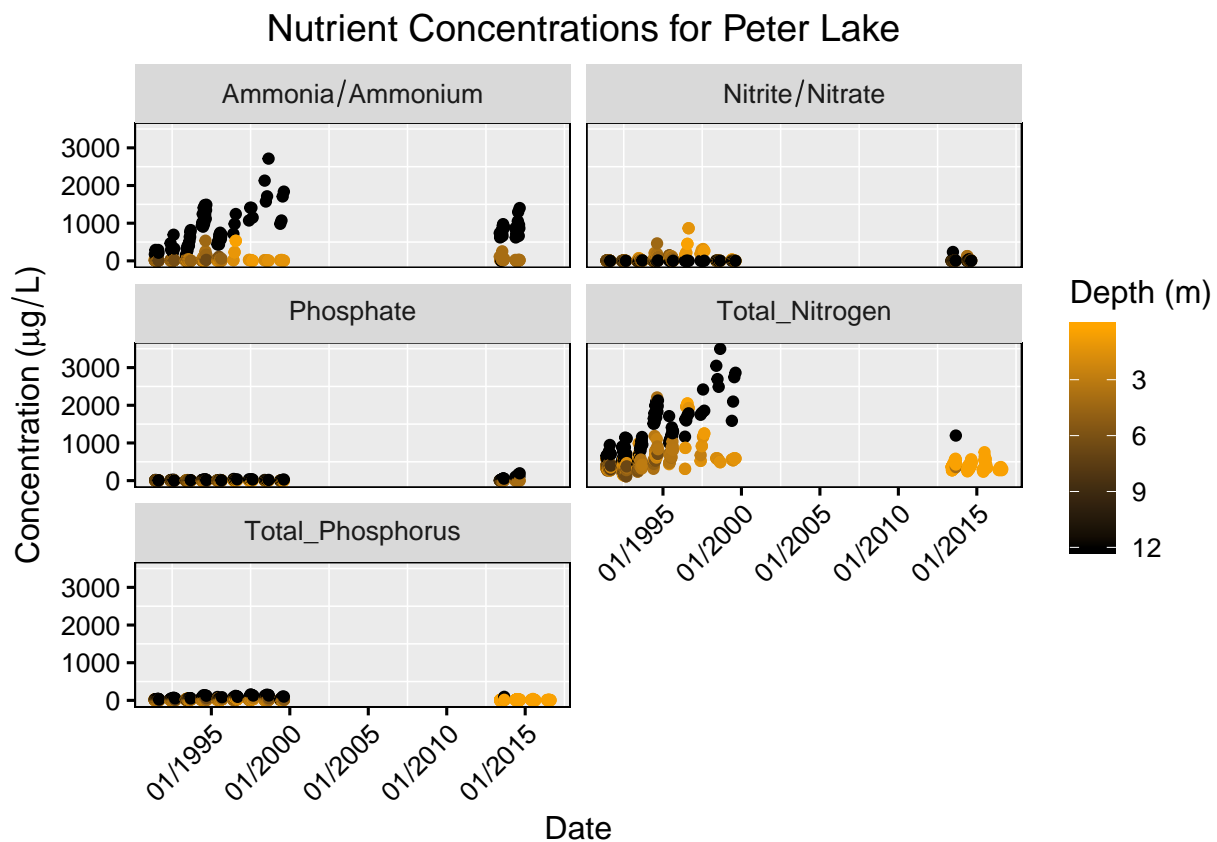 Nutrient Concentrations for Peter Lake
Ammonia/Ammonium
Nitrite/Nitrate
3000
2000
1000
0
Phosphate
Total_Nitrogen
3000
2000
1000
0
01/1995
01/2000
01/2005
01/2010
01/2015
Total_Phosphorus
3000
2000
1000
0
01/1995
01/2000
01/2005
01/2010
01/2015
Concentration (μg/L)
Date
Depth (m)
3
6
9
12